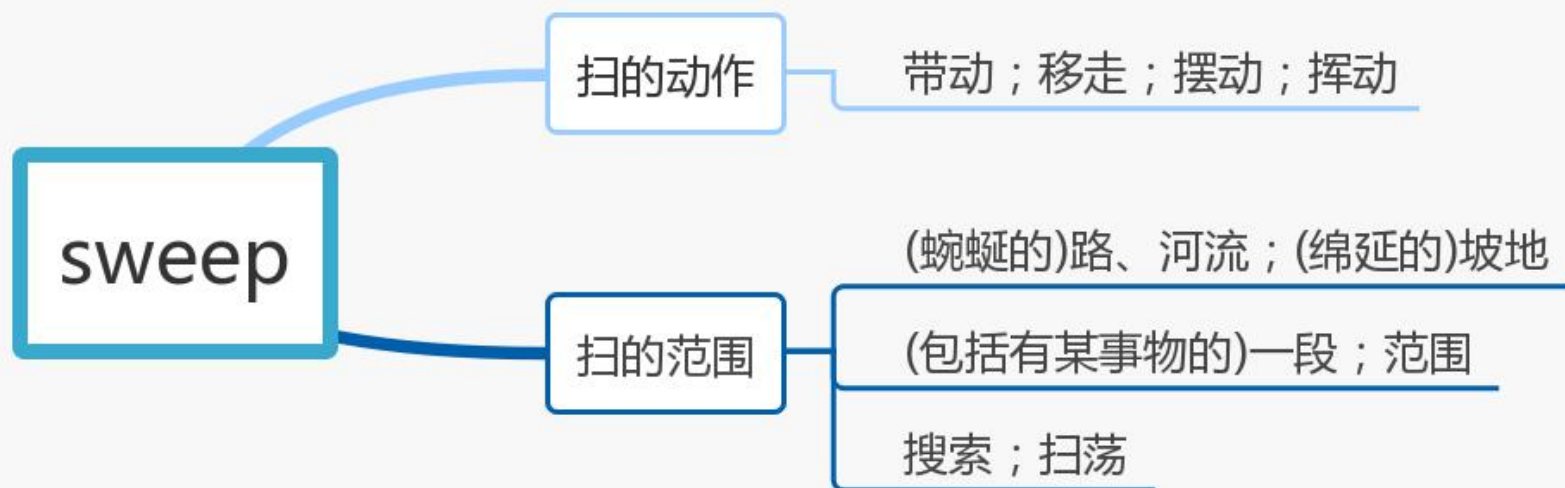 sweep
扫的动作
带动；移走；摆动；挥动
扫的范围
(蜿蜒的)路、河流；(绵延的)坡地
(包括有某事物的)一段；范围
搜索；扫荡